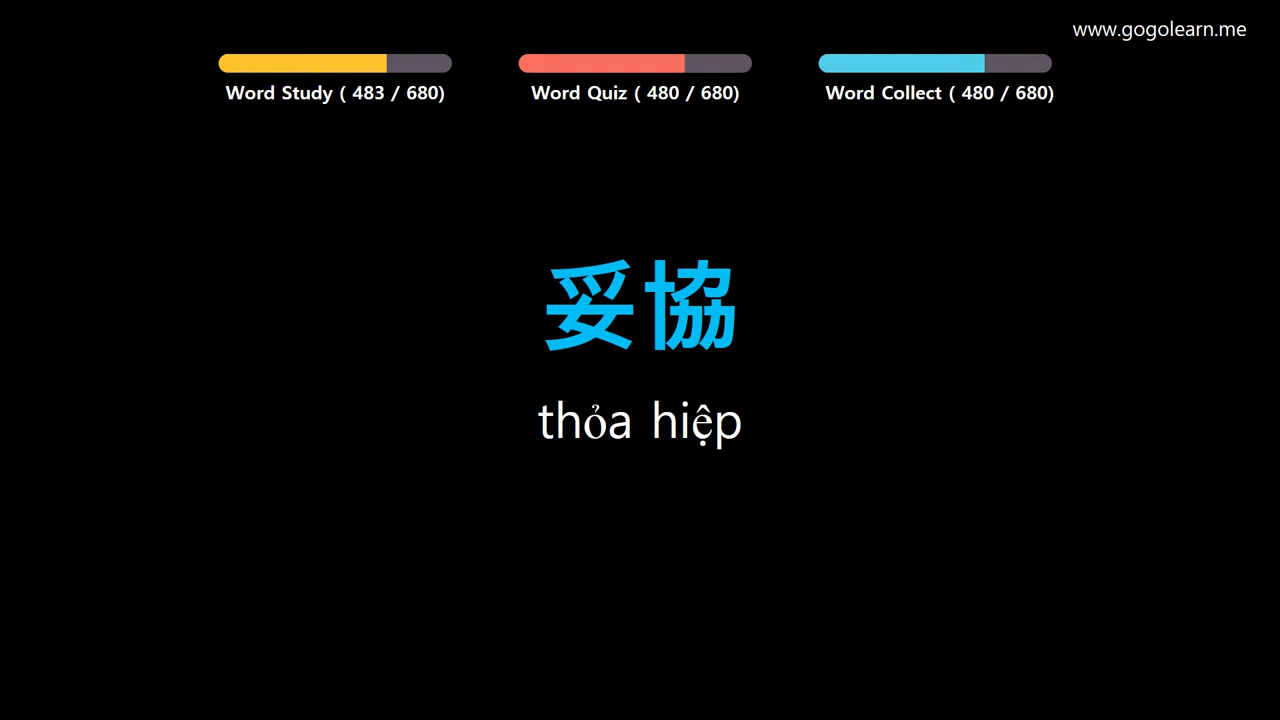 www.gogolearn.me
Word Study ( 483 / 680)
Word Quiz ( 480 / 680)
Word Collect ( 480 / 680)
妥協
thỏa hiệp